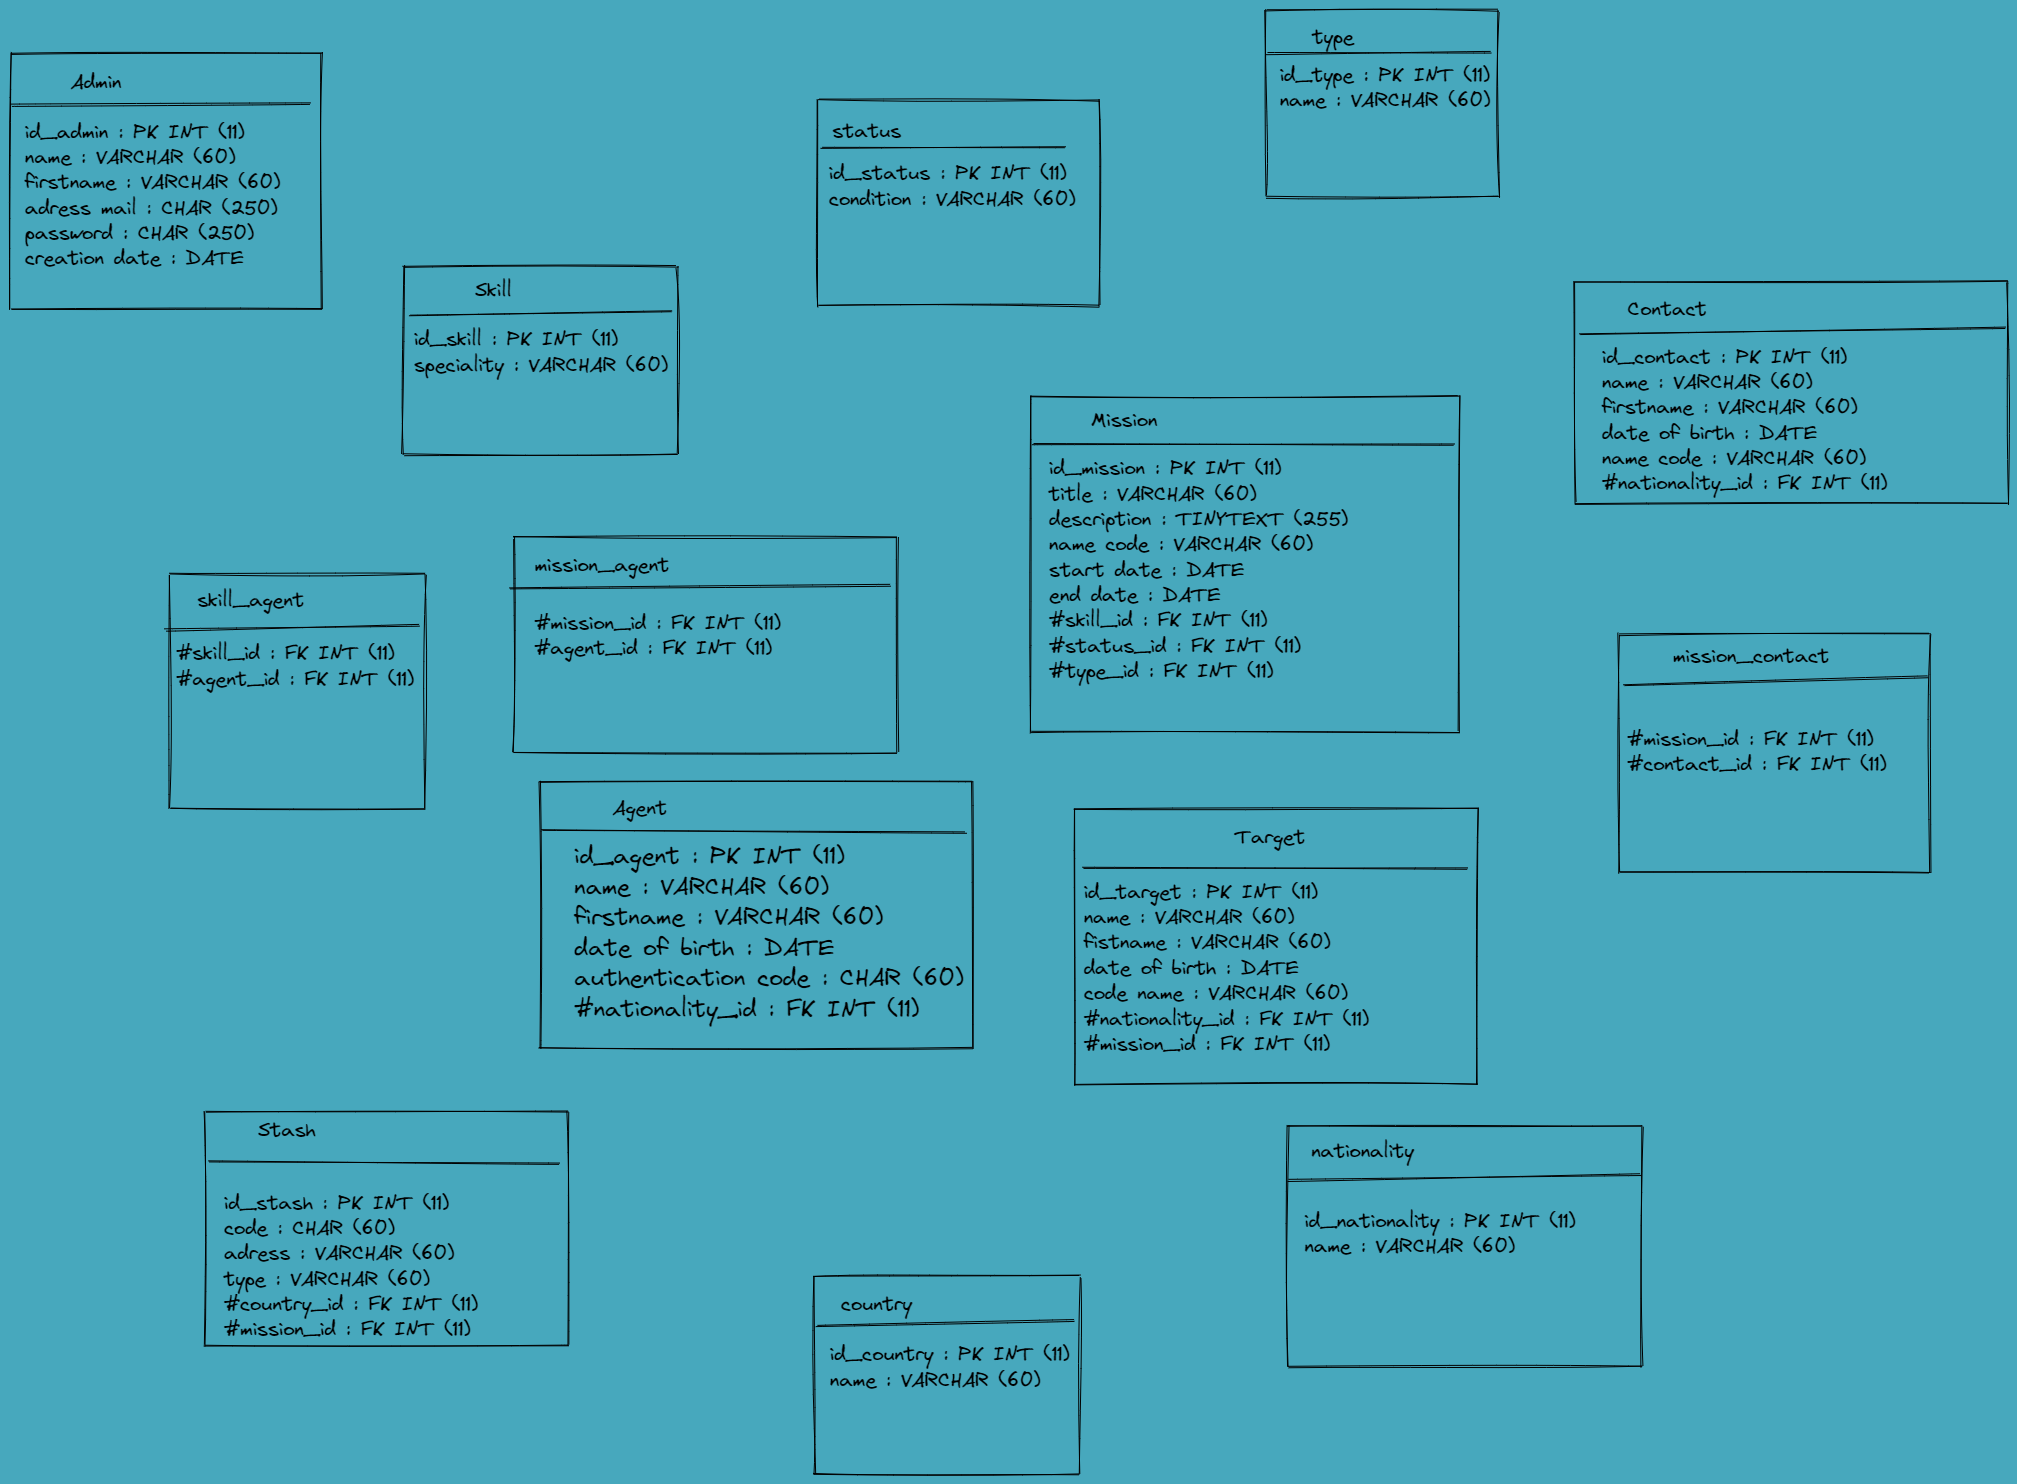 type
id_type : PK INT (11)
name : VARCHAR (60)
Admin
id_admin : PK INT (11)
name : VARCHAR (60)
firstname : VARCHAR (60)
adress mail : CHAR (250)
password : CHAR (250)
creation date : DATE
status
id_status : PK INT (11)
condition : VARCHAR (60)
Skill
id_skill : PK INT (11)
speciality : VARCHAR (60)
Contact
id_contact : PK INT (11)
name : VARCHAR (60)
firstname : VARCHAR (60)
date of birth : DATE
name code : VARCHAR (60)
#nationality_id : FK INT (11)
Mission
id_mission : PK INT (11)
title : VARCHAR (60)
description : TINYTEXT (255)
name code : VARCHAR (60)
start date : DATE
end date : DATE
#skill_id : FK INT (11)
#status_id : FK INT (11)
#type_id : FK INT (11)
mission_agent
#mission_id : FK INT (11)
#agent_id : FK INT (11)
skill_agent
#skill_id : FK INT (11)
#agent_id : FK INT (11)
mission_contact
#mission_id : FK INT (11)
#contact_id : FK INT (11)
Agent
id_agent : PK INT (11)
name : VARCHAR (60)
firstname : VARCHAR (60)
date of birth : DATE
authentication code : CHAR (60)
#nationality_id : FK INT (11)
Target
id_target : PK INT (11)
name : VARCHAR (60)
fistname : VARCHAR (60)
date of birth : DATE
code name : VARCHAR (60)
#nationality_id : FK INT (11)
#mission_id : FK INT (11)
Stash
id_stash : PK INT (11)
code : CHAR (60)
adress : VARCHAR (60)
type : VARCHAR (60)
#country_id : FK INT (11)
#mission_id : FK INT (11)
nationality
id_nationality : PK INT (11)
name : VARCHAR (60)
country
id_country : PK INT (11)
name : VARCHAR (60)